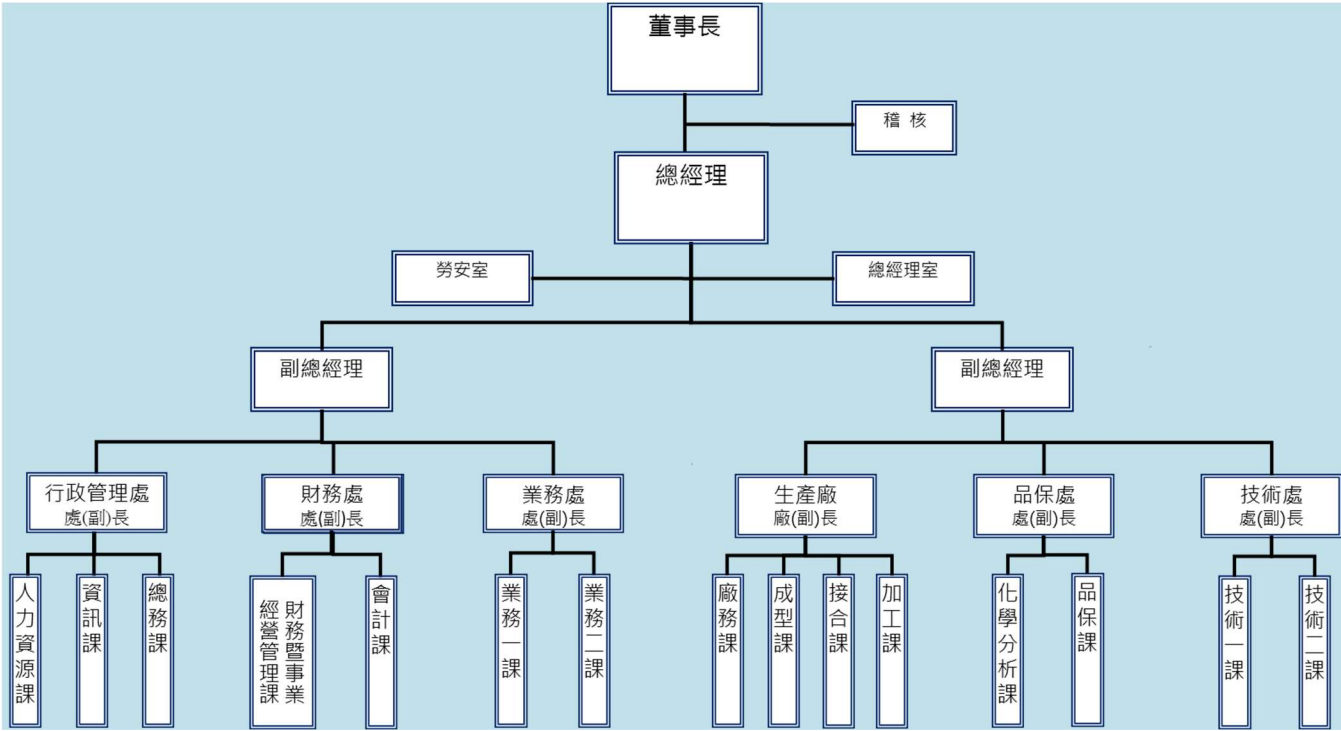 董事長
稽 核
總經理
勞安室
總經理室
副總經理
副總經理
行政管理處
處(副)長
財務處
處(副)長
業務處
處(副)長
生產廠
廠(副)長
品保處
處(副)長
技術處
處(副)長
人力資源課
資訊課
總務課
財務暨事業
經營管理課
會計課
業務一課
業務二課
廠務課
成型課
接合課
加工課
化學分析課
品保課
技術一課
技術二課